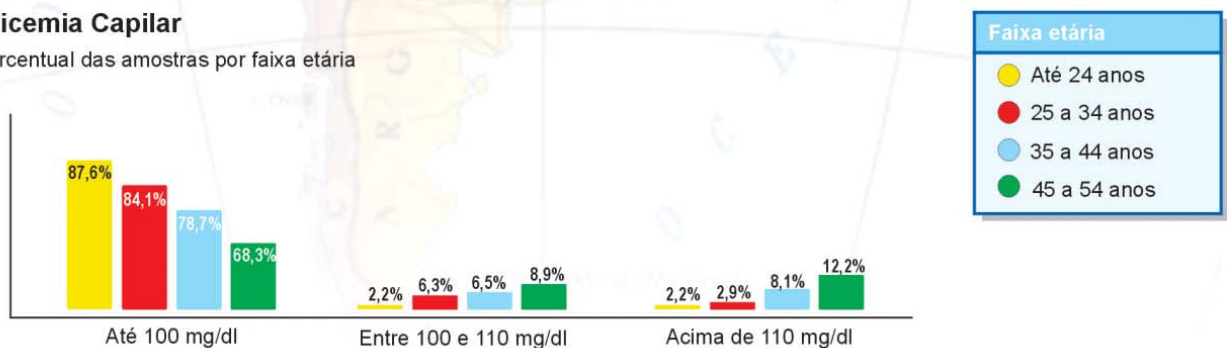 icemia Capilar
rcentual das amostras por faixa etária
Faixa etária
Até 24 anos
25 a 34 anos
35 a 44 anos
45 a 54 anos
87,6%
84,1%
78,7%
68,3%
2,2%
6,3%
6,5%
8,9%
2,2%
2,9%
8,1%
12,2%
Até 100 mg/dl
Entre 100 e 110 mg/dl
Acima de 110 mg/dl